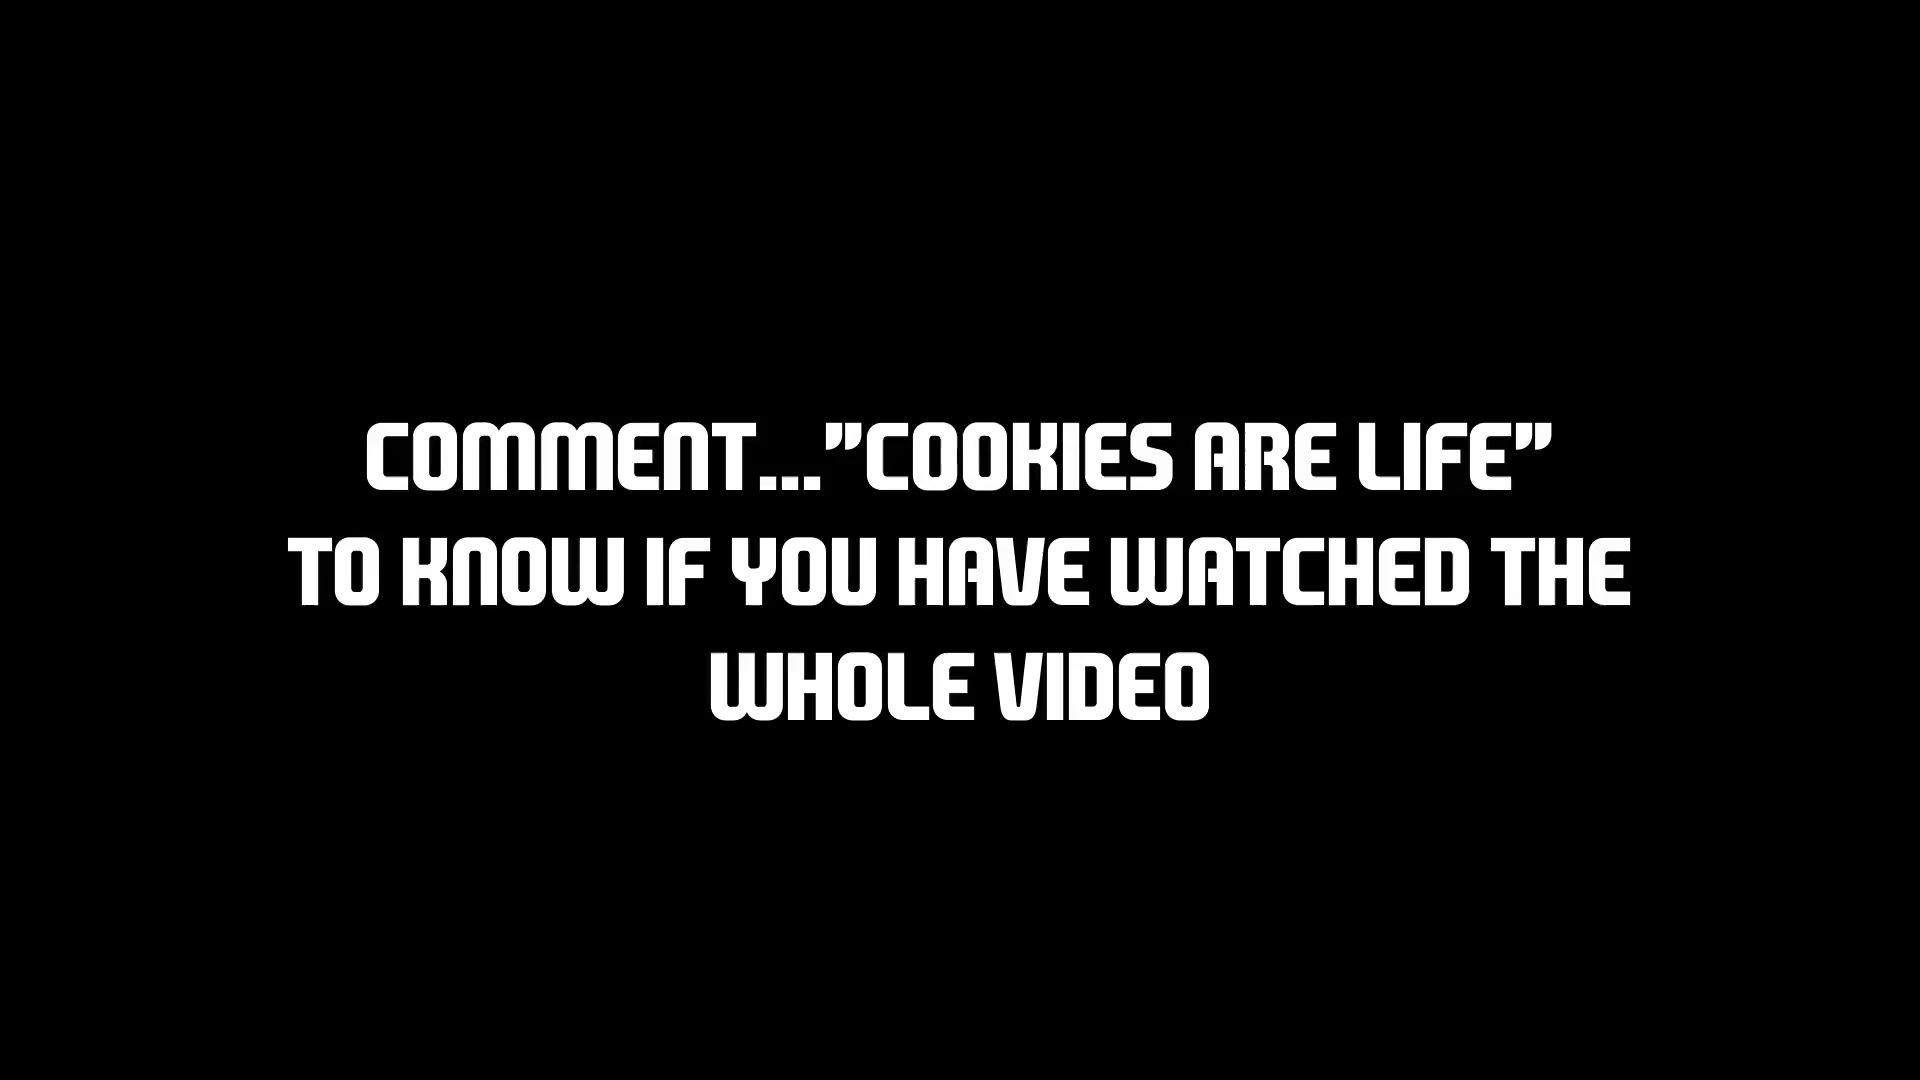 COMMENT..."COOKIES ARE LIFE"
TO KNOW IF YOU HAVE WATCHED THE
WHOLE VIDEO